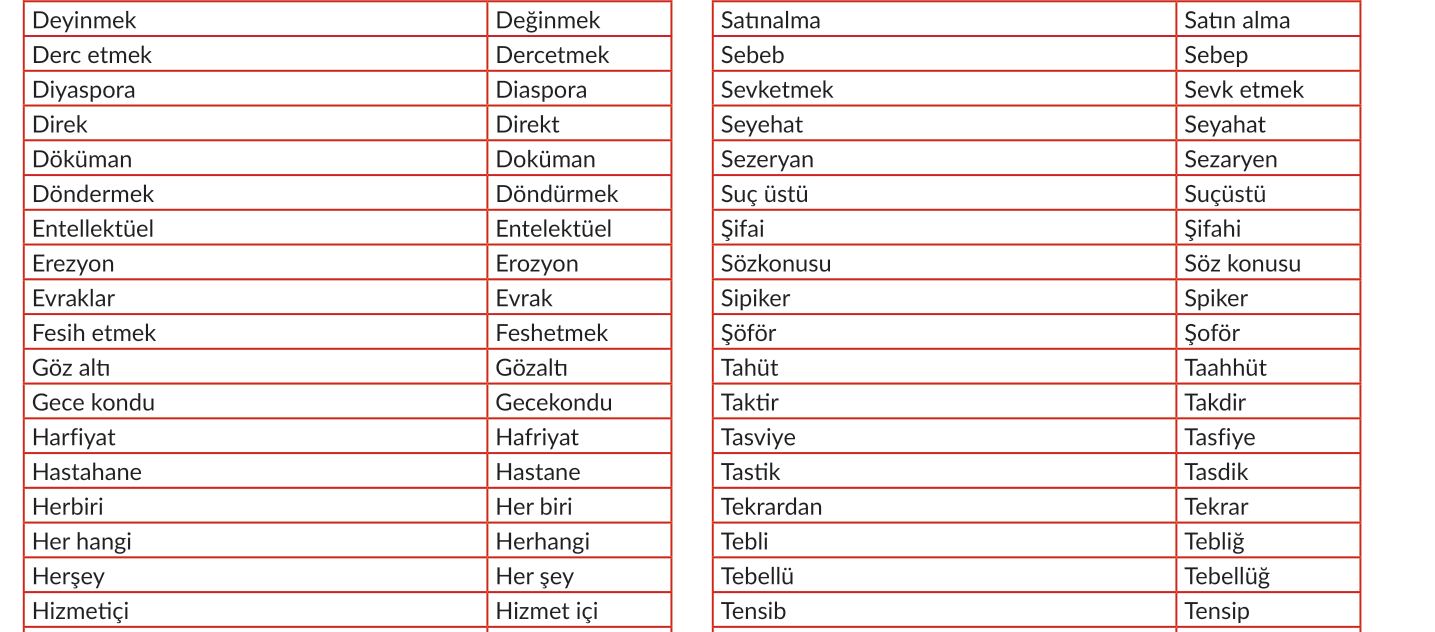 Deyinmek Değinmek
Derc etmek Dercetmek
Diyaspora Diaspora
Direk Direkt
Döküman Doküman
Döndermek Döndürmek
Entellektüel Entelektüel
Erezyon Erozyon
Evraklar Evrak
Fesih etmek Feshetmek
Göz altı Gözaltı
Gece kondu Gecekondu
Harfiyat Hafriyat
Hastahane Hastane
Herbiri Her biri
Her hangi Herhangi
Herşey Her şey
Hizmetiçi Hizmet içi
Satınalma Satın alma
Sebeb Sebep
Sevketmek Sevk etmek
Seyehat Seyahat
Sezeryan Sezaryen
Suç üstü Suçüstü
Şifai Şifahi
Sözkonusu Söz konusu
Sipiker Spiker
Şöför Şoför
Tahüt Taahhüt
Taktir Takdir
Tasviye Tasfiye
Tastik Tasdik
Tekrardan Tekrar
Tebli Tebliğ
Tebellü Tebellüğ
Tensib Tensip